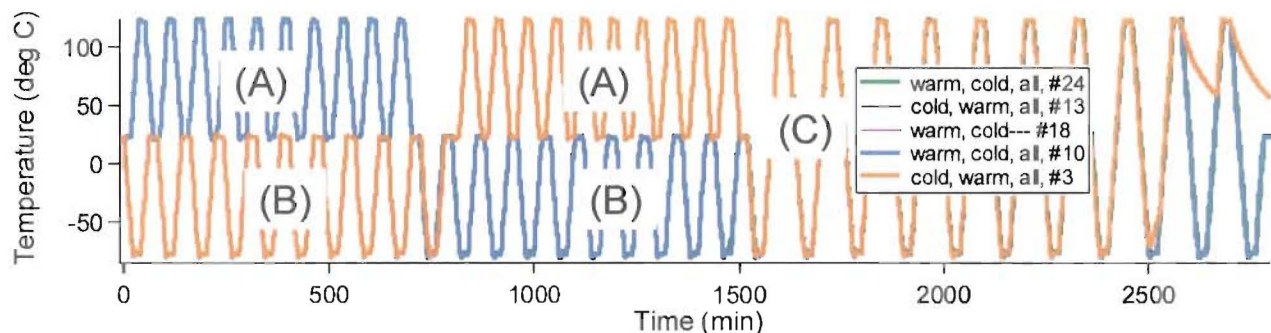 Temperature (deg C)
100
50
0
-50
(A)
(B)
(A)
(B)
(C)
warm, cold, all, #24
cold, warm, all, #13
warm, cold--- #18
warm, cold, all, #10
cold, warm, all, #3
0
500
1000
1500
2000
2500
Time (min)